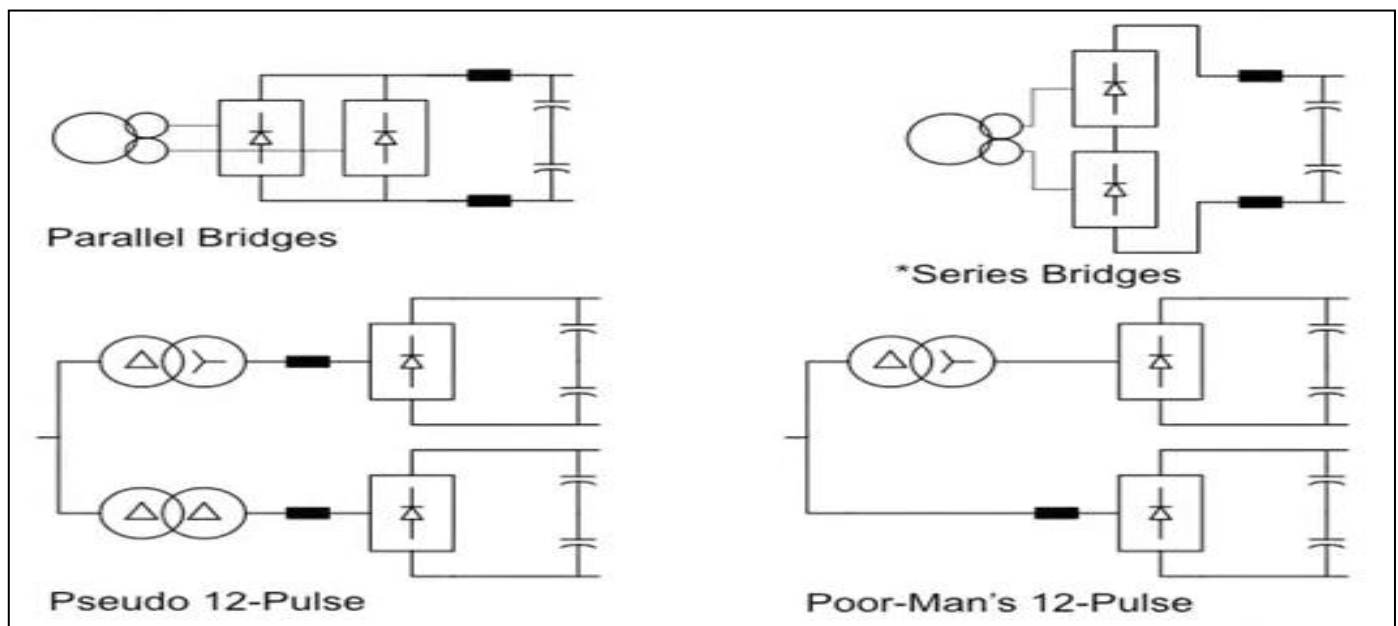 Parallel Bridges
*Series Bridges
Pseudo 12-Pulse
Poor-Man's 12-Pulse